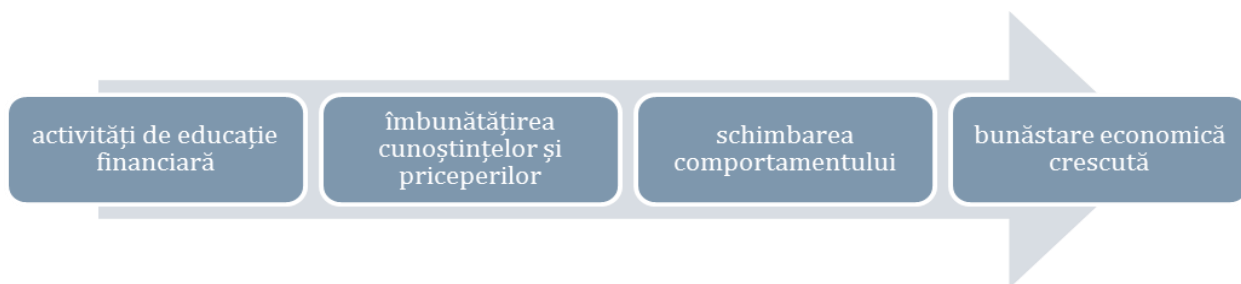 activități de educație
financiară
îmbunătățirea
cunoștințelor și
priceperilor
schimbarea
comportamentului
bunăstare economică
crescută